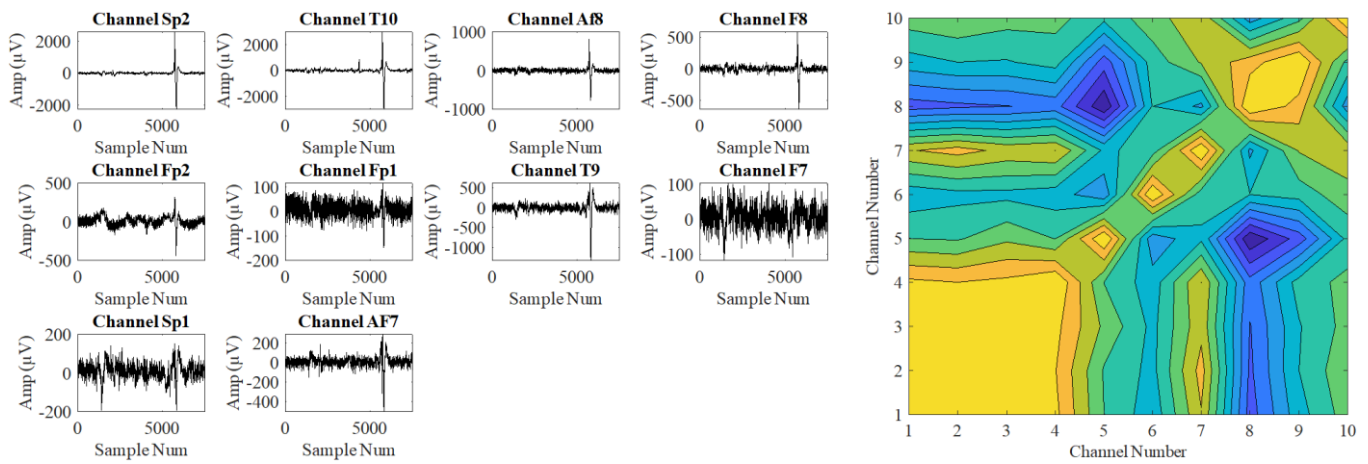 Channel Sp2
Amp (µV)
2000
0
-2000
0
5000
Sample Num
Channel T10
Amp (µV)
2000
0
-2000
0
5000
Sample Num
Channel Af8
Amp (µV)
1000
0
-1000
0
5000
Sample Num
Channel F8
Amp (µV)
500
0
-500
0
5000
Sample Num
Channel Fp2
Amp (µV)
500
0
-500
0
5000
Sample Num
Channel Fp1
Amp (µV)
100
0
-100
-200
0
5000
Sample Num
Channel T9
Amp (µV)
500
0
-500
-1000
0
5000
Sample Num
Channel F7
Amp (µV)
100
0
-100
0
5000
Sample Num
Channel Sp1
Amp (µV)
200
0
-200
0
5000
Sample Num
Channel AF7
Amp (µV)
200
0
-200
-400
0
5000
Sample Num
Channel Number
10
9
8
7
6
5
4
3
2
1
1 2 3 4 5 6 7 8 9 10
Channel Number